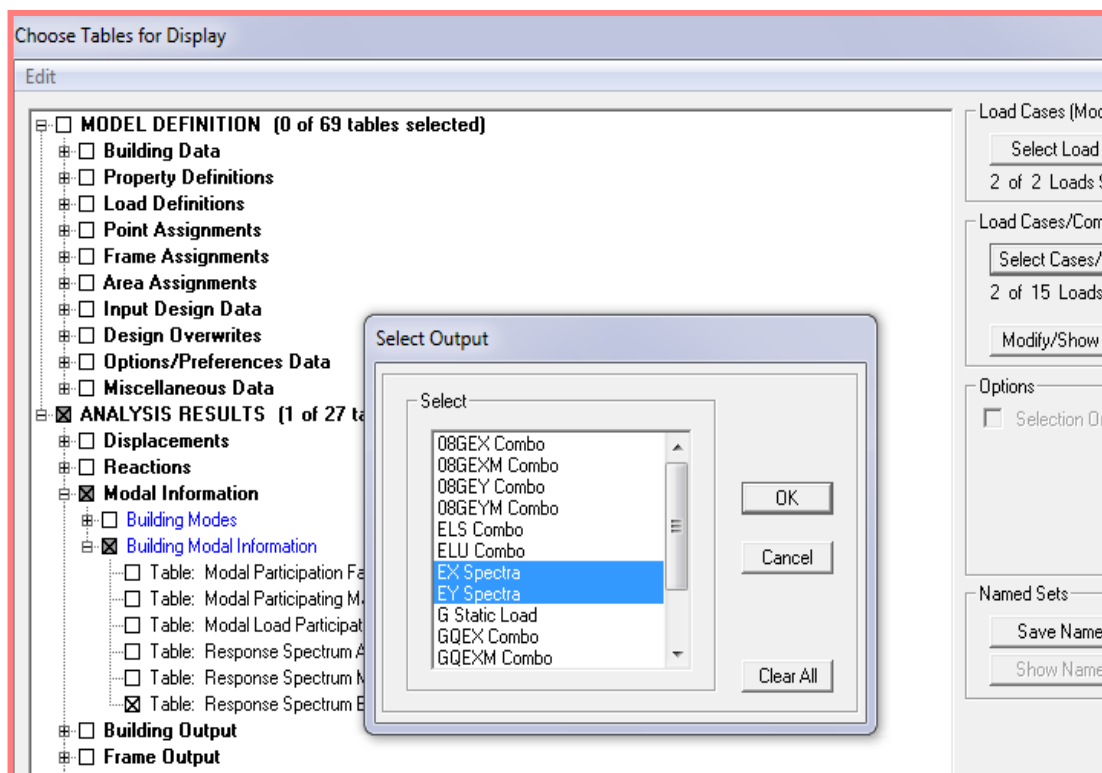 Choose Tables for Display
Edit
MODEL DEFINITION (0 of 69 tables selected)
Building Data
Property Definitions
Load Definitions
Point Assignments
Frame Assignments
Area Assignments
Input Design Data
Design Overwrites
Options/Preferences Data
Miscellaneous Data
ANALYSIS RESULTS (1 of 27 ta
Displacements
Reactions
Modal Information
Building Modes
Building Modal Information
Table: Modal Participation Fa
Table: Modal Participating M
Table: Modal Load Participat
Table: Response Spectrum A
Table: Response Spectrum M
Table: Response Spectrum B
Building Output
Frame Output
Select Output
Select
08GEX Combo
08GEXM Combo
08GEY Combo
08GEYM Combo
ELS Combo
ELU Combo
EX Spectra
EY Spectra
G Static Load
GQEX Combo
GQEXM Combo
OK
Cancel
Clear All
Load Cases (Mod
Select Load
2 of 2 Loads S
Load Cases/Com
Select Cases/
2 of 15 Loads
Modify/Show
Options
Selection O
Named Sets
Save Name
Show Name